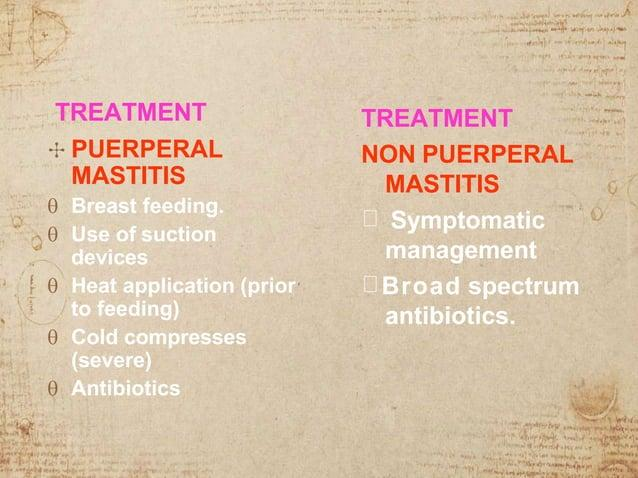 TREATMENT
✢ PUERPERAL
MASTITIS
θ Breast feeding.
θ Use of suction
devices
θ Heat application (prior
to feeding)
θ Cold compresses
(severe)
θ Antibiotics
TREATMENT
NON PUERPERAL
MASTITIS
Symptomatic
management
Broad spectrum
antibiotics.